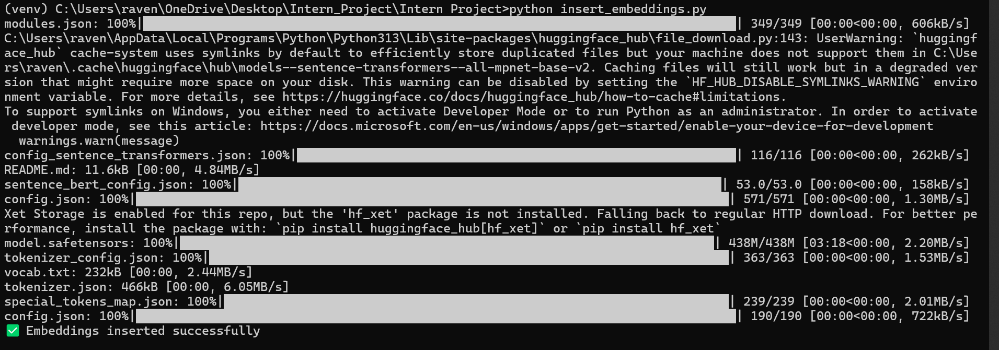 (venv) C:\Users\raven\OneDrive\Desktop\Intern_Project\Intern Project>python insert_embeddings.py
modules.json: 100%|██████████| 349/349 [00:00<00:00, 606kB/s]
C:\Users\raven\AppData\Local\Programs\Python\Python313\Lib\site-packages\huggingface_hub\file_download.py:143: UserWarning: `huggingf
ace_hub` cache-system uses symlinks by default to efficiently store duplicated files but your machine does not support them in C:\Use
rs\raven\.cache\huggingface\hub\models--sentence-transformers--all-mpnet-base-v2. Caching files will still work but in a degraded ver
sion that might require more space on your disk. This warning can be disabled by setting the `HF_HUB_DISABLE_SYMLINKS_WARNING` enviro
nment variable. For more details, see https://huggingface.co/docs/huggingface_hub/how-to-cache#limitations.
To support symlinks on Windows, you either need to activate Developer Mode or to run Python as an administrator. In order to activate
 developer mode, see this article: https://docs.microsoft.com/en-us/windows/apps/get-started/enable-your-device-for-development
  warnings.warn(message)
config_sentence_transformers.json: 100%|██████████| 116/116 [00:00<00:00, 262kB/s]
README.md: 11.6kB [00:00, 4.84MB/s]
sentence_bert_config.json: 100%|██████████| 53.0/53.0 [00:00<00:00, 158kB/s]
config.json: 100%|██████████| 571/571 [00:00<00:00, 1.30MB/s]
Xet Storage is enabled for this repo, but the 'hf_xet' package is not installed. Falling back to regular HTTP download. For better pe
rformance, install the package with: `pip install huggingface_hub[hf_xet]` or `pip install hf_xet`
model.safetensors: 100%|██████████| 438M/438M [03:18<00:00, 2.20MB/s]
tokenizer_config.json: 100%|██████████| 363/363 [00:00<00:00, 1.53MB/s]
vocab.txt: 232kB [00:00, 2.44MB/s]
tokenizer.json: 466kB [00:00, 6.05MB/s]
special_tokens_map.json: 100%|██████████| 239/239 [00:00<00:00, 2.01MB/s]
config.json: 100%|██████████| 190/190 [00:00<00:00, 722kB/s]
✅ Embeddings inserted successfully